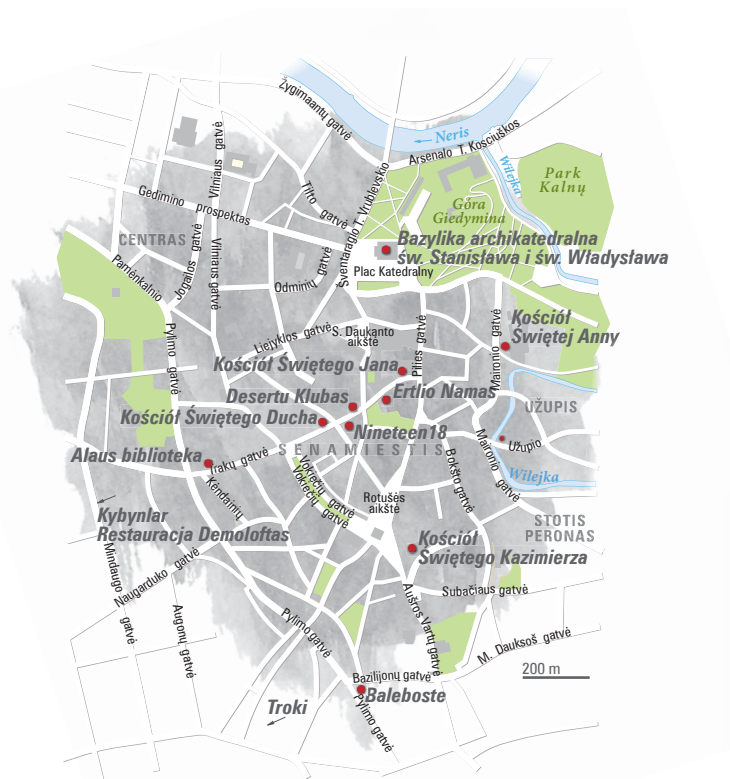 Žygimaantų gatvė
Neris
Arsenalo T. Kosciuškos
Wilejka
Park
Kalnų
Vilniaus gatvė
Tilto gatvė
Šventaragio T. Vrublevskio
Gedimino prospektas
Góra
Giedymina
CENTRAS
Bazylika archikatedralna
św. Stanisława i św. Władysława
Plac Katedralny
Jogailos gatvė
Vilniaus gatvė
Pamėnkalnio
Odminių gatvė
Kościół
Świętej Anny
Maironio gatvė
Liejyklos gatvė
S. Daukanto
aikštė
Pilies gatvė
Pylimo gatvė
Kościół Świętego Jana
Desertu Klubas
Ertlio Namas
Kościół Świętego Ducha
UŽUPIS
Nineteen18
SENAMIESTIS
Užupio
Maironio gatvė
Alaus biblioteka
Trakų gatvė
Vokiečių gatvė
Vokiečių gatvė
Bokšto gatvė
Wilejka
Kėndainių
Rotušės
aikštė
Kybynlar
Restauracja Demoloftas
STOTIS
PERONAS
Kościół
Świętego Kazimierza
Mindaugo gatvė
Naugarduko gatvė
Augonų gatvė
Subačiaus gatvė
Aušros Vartų gatvė
Pylimo gatvė
M. Daukšoš gatvė
200 m
Bazilijonų gatvė
Baleboste
Pylimo gatvė
Troki